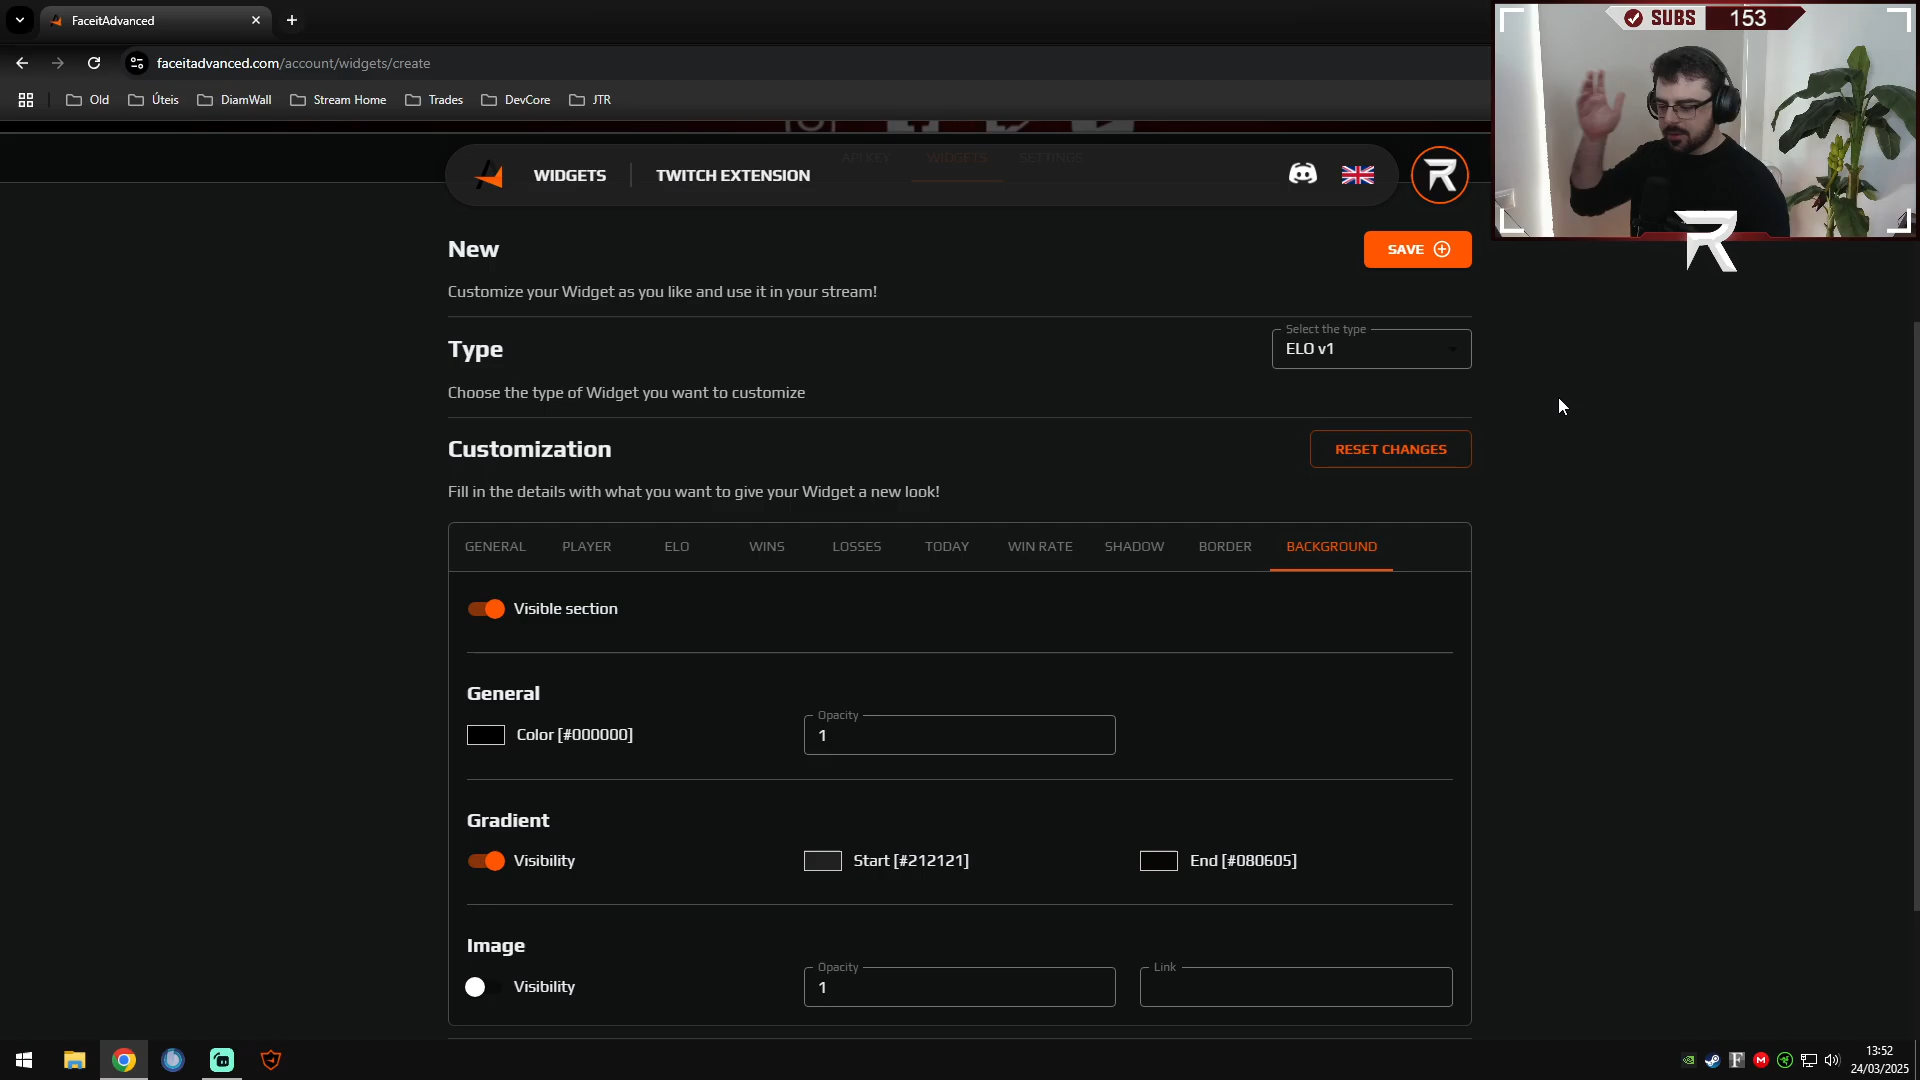 FaceitAdvanced
faceitadvanced.com/account/widgets/create
Old
Úteis
DiamWall
Stream Home
Trades
DevCore
JTR
SUBS 153
API KEY
WIDGETS
SETTINGS
WIDGETS
TWITCH EXTENSION
New
SAVE
Customize your Widget as you like and use it in your stream!
Type
Select the type
ELO v1
Choose the type of Widget you want to customize
Customization
RESET CHANGES
Fill in the details with what you want to give your Widget a new look!
GENERAL
PLAYER
ELO
WINS
LOSSES
TODAY
WIN RATE
SHADOW
BORDER
BACKGROUND
Visible section
General
Color [#000000]
Opacity
1
Gradient
Visibility
Start [#212121]
End [#080605]
Image
Visibility
Opacity
1
Link
13:52
24/03/2025